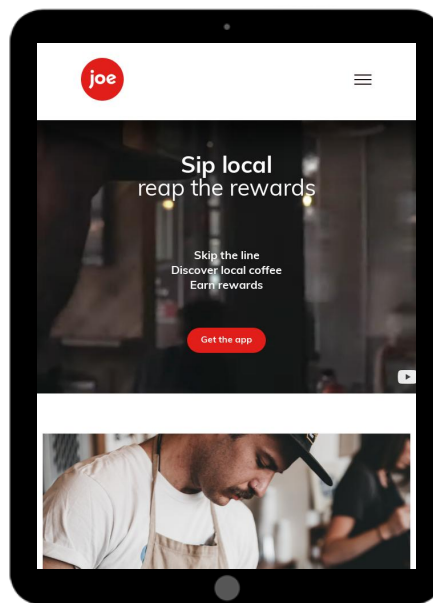 joe
Sip local
reap the rewards
Skip the line
Discover local coffee
Earn rewards
Get the app